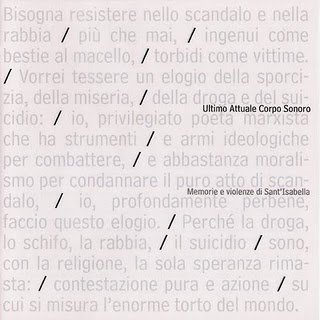 Bisogna resistere nello scandalo e nella
rabbia / più che mai, / ingenui come
bestie al macello, / torbidi come vittime.
/ Vorrei tessere un elogio della sporci-
zia, della miseria, / della droga e del sui-
Ultimo Attuale Corpo Sonoro
cidio: / io, privilegiato poeta marxista
che ha strumenti / e armi ideologiche
per combattere, / e abbastanza morali-
smo per condannare il puro atto di scan-
Memorie e violenze di Sant'Isabella
dalo, / io, profondamente perbene,
faccio questo elogio. / Perché la droga,
lo schifo, la rabbia, / il suicidio / sono,
con la religione, la sola speranza rima-
sta: / contestazione pura e azione / su
cui si misura l'enorme torto del mondo.